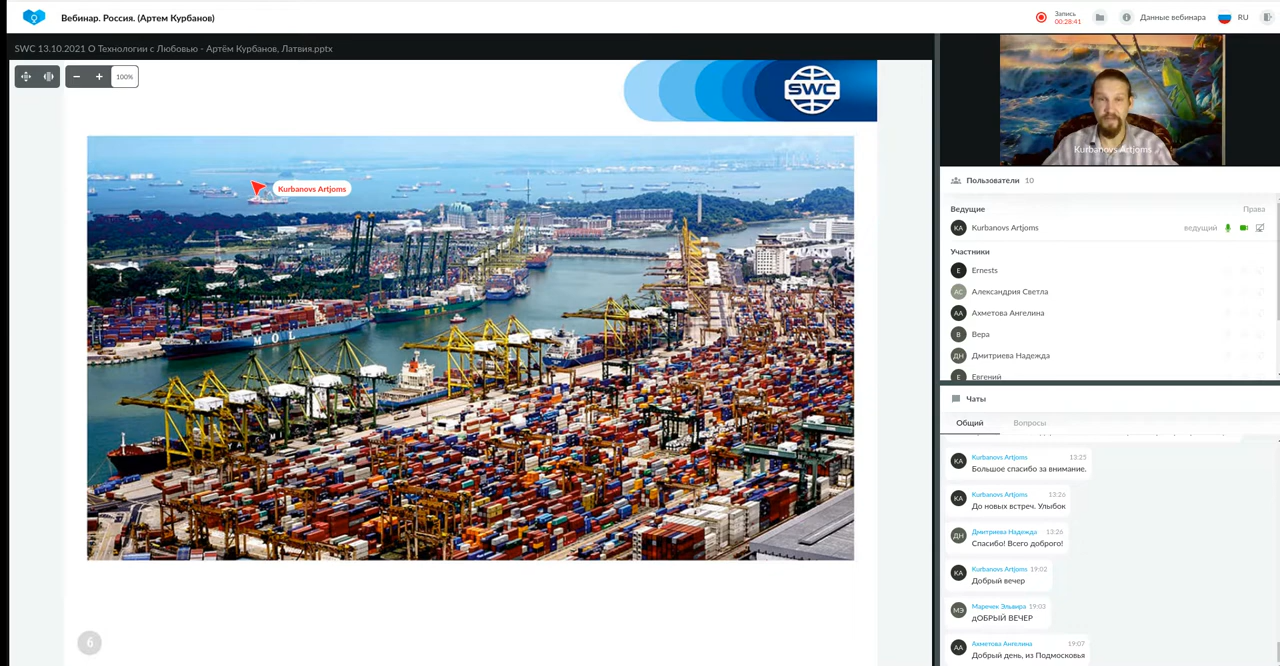 Вебинар. Россия. (Артем Курбанов)
Запись
00:28:41
Данные вебинара
RU
SWC 13.10.2021 О Технологии с Любовью - Артём Курбанов, Латвия.pptx
100%
SWC
Kurbanovs Artjoms
MOL
6
Kurbanovs Artjoms
Пользователи 10
Ведущие Права
KA Kurbanovs Artjoms ведущий
Участники
E Ernests
АС Александрия Светла
АА Ахметова Ангелина
В Вера
ДН Дмитриева Надежда
Е Евгений
Чаты
Общий Вопросы
KA Kurbanovs Artjoms 13:25
Большое спасибо за внимание.
KA Kurbanovs Artjoms 13:26
До новых встреч. Улыбок
ДН Дмитриева Надежда 13:26
Спасибо! Всего доброго!
KA Kurbanovs Artjoms 19:02
Добрый вечер
МЭ Маречек Эльвира 19:03
дОБРЫЙ ВЕЧЕР
АА Ахметова Ангелина 19:07
Добрый день, из Подмосковья